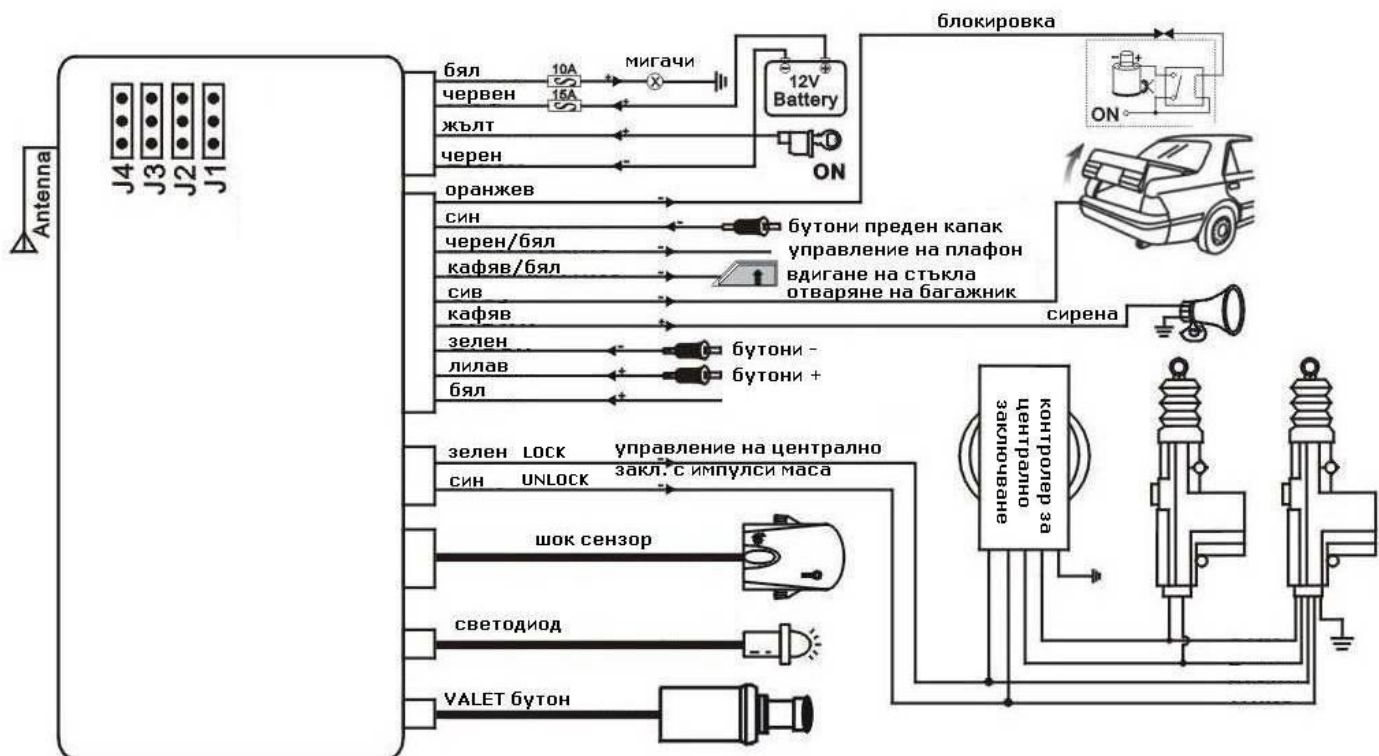 блокировка
бял
10A
мигачи
12V
Battery
червен
15A
жълт
ON
черен
ON
оранжев
син
бутони преден капак
черен/бял
управление на плафон
кафяв/бял
вдигане на стъкла
сив
отваряне на багажник
кафяв
сирена
зелен
бутони -
лилав
бутони +
бял
J4
J3
J2
J1
Antenna
зелен LOCK
управление на централно
закл. с импулси маса
син UNLOCK
контролер за
централно
заключване
шок сензор
светодиод
VALET бутон